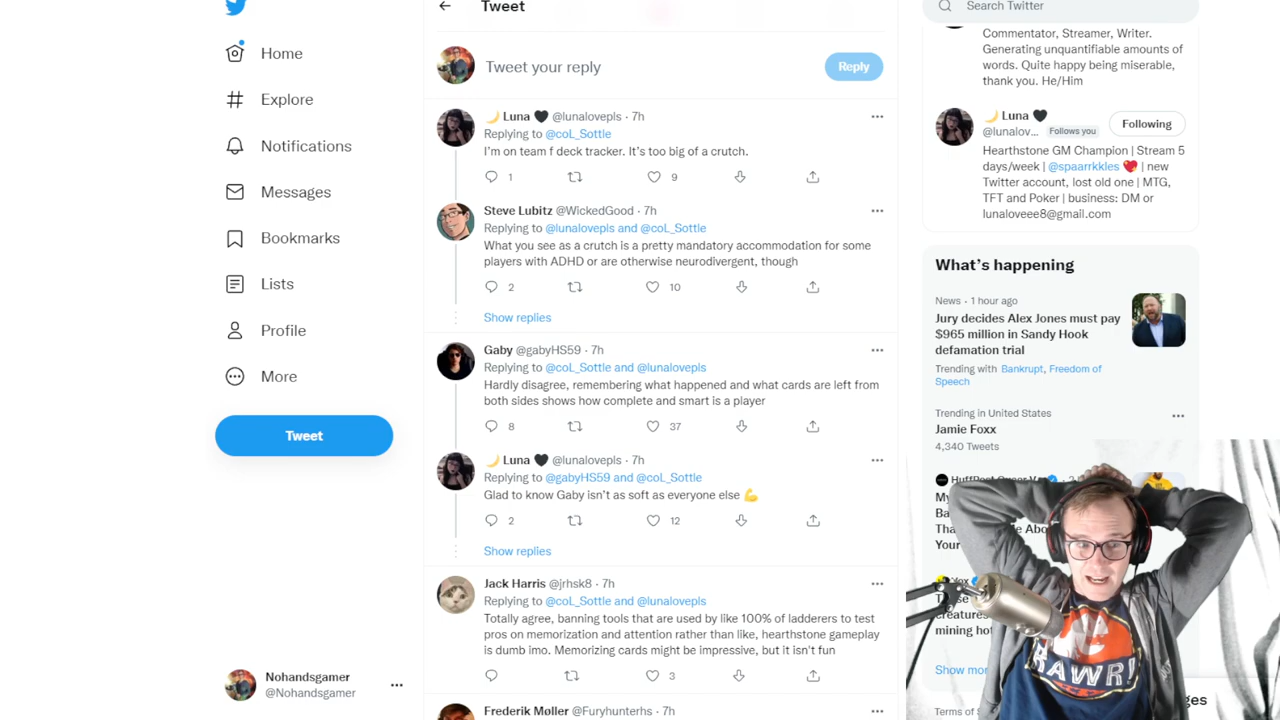 Home
Explore
Notifications
Messages
Bookmarks
Lists
Profile
More
Tweet
Nohandsgamer
@Nohandsgamer
Tweet
Tweet your reply
Reply
🌙 Luna 🖤 @lunalovepls · 7h
Replying to @coL_Sottle
I'm on team f deck tracker. It's too big of a crutch.
1
9
Steve Lubitz @WickedGood · 7h
Replying to @lunalovepls and @coL_Sottle
What you see as a crutch is a pretty mandatory accommodation for some
players with ADHD or are otherwise neurodivergent, though
2
10
Show replies
Gaby @gabyHS59 · 7h
Replying to @coL_Sottle and @lunalovepls
Hardly disagree, remembering what happened and what cards are left from
both sides shows how complete and smart is a player
8
37
🌙 Luna 🖤 @lunalovepls · 7h
Replying to @gabyHS59 and @coL_Sottle
Glad to know Gaby isn't as soft as everyone else 💪
2
12
Show replies
Jack Harris @jrhsk8 · 7h
Replying to @coL_Sottle and @lunalovepls
Totally agree, banning tools that are used by like 100% of ladderers to test
pros on memorization and attention rather than like, hearthstone gameplay
is dumb imo. Memorizing cards might be impressive, but it isn't fun
3
Frederik Møller @Furyhunterhs · 7h
Search Twitter
Commentator, Streamer, Writer.
Generating unquantifiable amounts of
words. Quite happy being miserable,
thank you. He/Him
🌙 Luna 🖤
@lunalov... Follows you
Following
Hearthstone GM Champion | Stream 5
days/week | @spaarrkkles 💝 | new
Twitter account, lost old one | MTG,
TFT and Poker | business: DM or
lunaloveee8@gmail.com
What's happening
News · 1 hour ago
Jury decides Alex Jones must pay
$965 million in Sandy Hook
defamation trial
Trending with Bankrupt, Freedom of
Speech
Trending in United States
Jamie Foxx
4,340 Tweets
My
Your
creatures
mining hot
Show mor
Terms of S
RAWR!